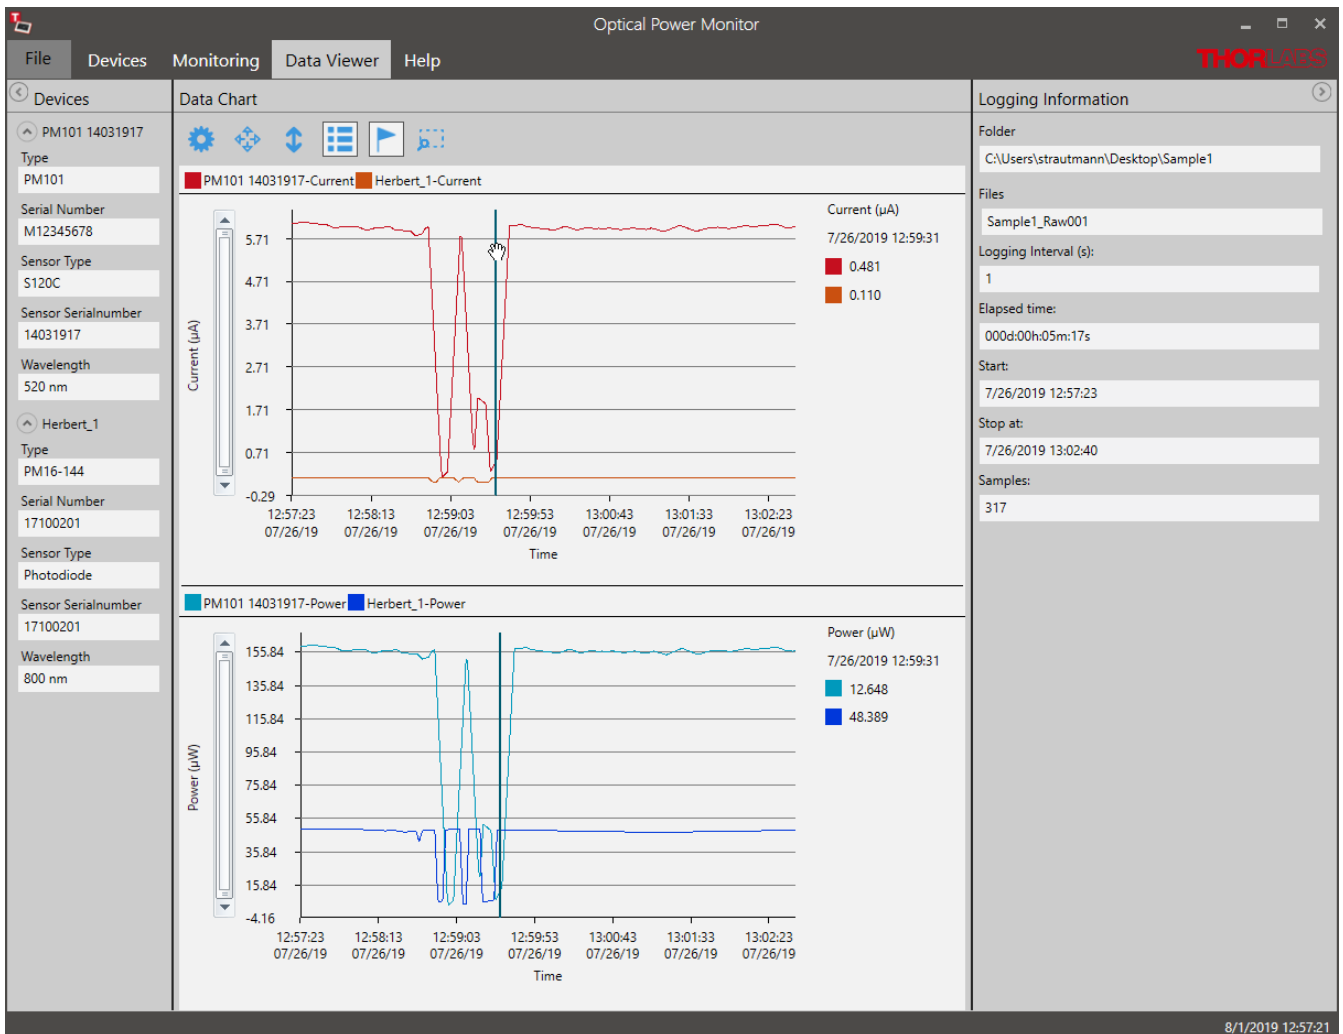 Optical Power Monitor
File Devices Monitoring Data Viewer Help
THORLABS
Devices
PM101 14031917
Type
PM101
Serial Number
M12345678
Sensor Type
S120C
Sensor Serialnumber
14031917
Wavelength
520 nm
Herbert_1
Type
PM16-144
Serial Number
17100201
Sensor Type
Photodiode
Sensor Serialnumber
17100201
Wavelength
800 nm
Data Chart
PM101 14031917-Current Herbert_1-Current
Current (µA)
5.71
4.71
3.71
2.71
1.71
0.71
-0.29
12:57:23 12:58:13 12:59:03 12:59:53 13:00:43 13:01:33 13:02:23
07/26/19 07/26/19 07/26/19 07/26/19 07/26/19 07/26/19 07/26/19
Time
Current (µA)
7/26/2019 12:59:31
0.481
0.110
PM101 14031917-Power Herbert_1-Power
Power (µW)
155.84
135.84
115.84
95.84
75.84
55.84
35.84
15.84
-4.16
12:57:23 12:58:13 12:59:03 12:59:53 13:00:43 13:01:33 13:02:23
07/26/19 07/26/19 07/26/19 07/26/19 07/26/19 07/26/19 07/26/19
Time
Power (µW)
7/26/2019 12:59:31
12.648
48.389
Logging Information
Folder
C:\Users\strautmann\Desktop\Sample1
Files
Sample1_Raw001
Logging Interval (s):
1
Elapsed time:
000d:00h:05m:17s
Start:
7/26/2019 12:57:23
Stop at:
7/26/2019 13:02:40
Samples:
317
8/1/2019 12:57:21